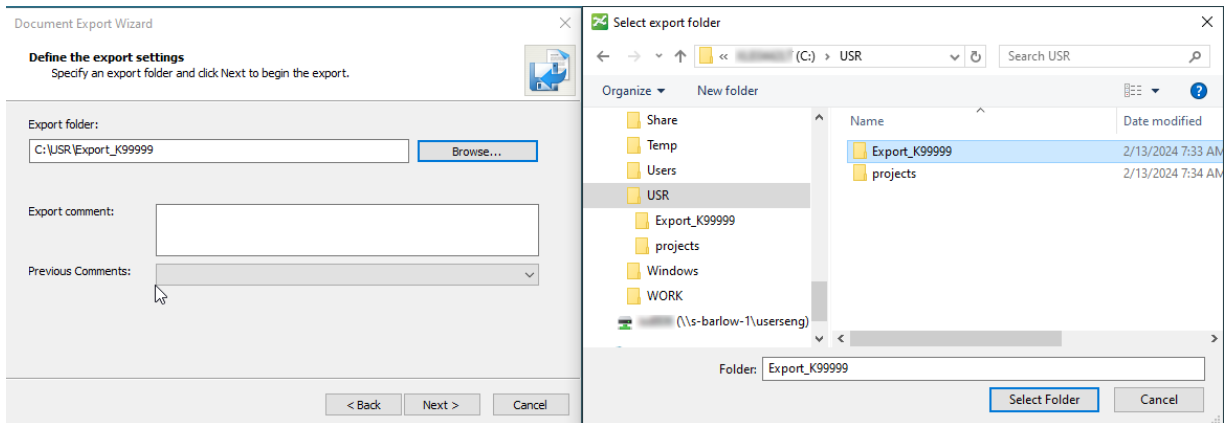 Document Export Wizard
Define the export settings
Specify an export folder and click Next to begin the export.
Export folder:
C:\USR\Export_K99999
Browse...
Export comment:
Previous Comments:
< Back
Next >
Cancel
Select export folder
« (C:) › USR
Search USR
Organize
New folder
Share
Temp
Users
USR
Export_K99999
projects
Windows
WORK
(\\s-barlow-1\userseng)
Name
Date modified
Export_K99999
2/13/2024 7:33 AM
projects
2/13/2024 7:34 AM
Folder:
Export_K99999
Select Folder
Cancel